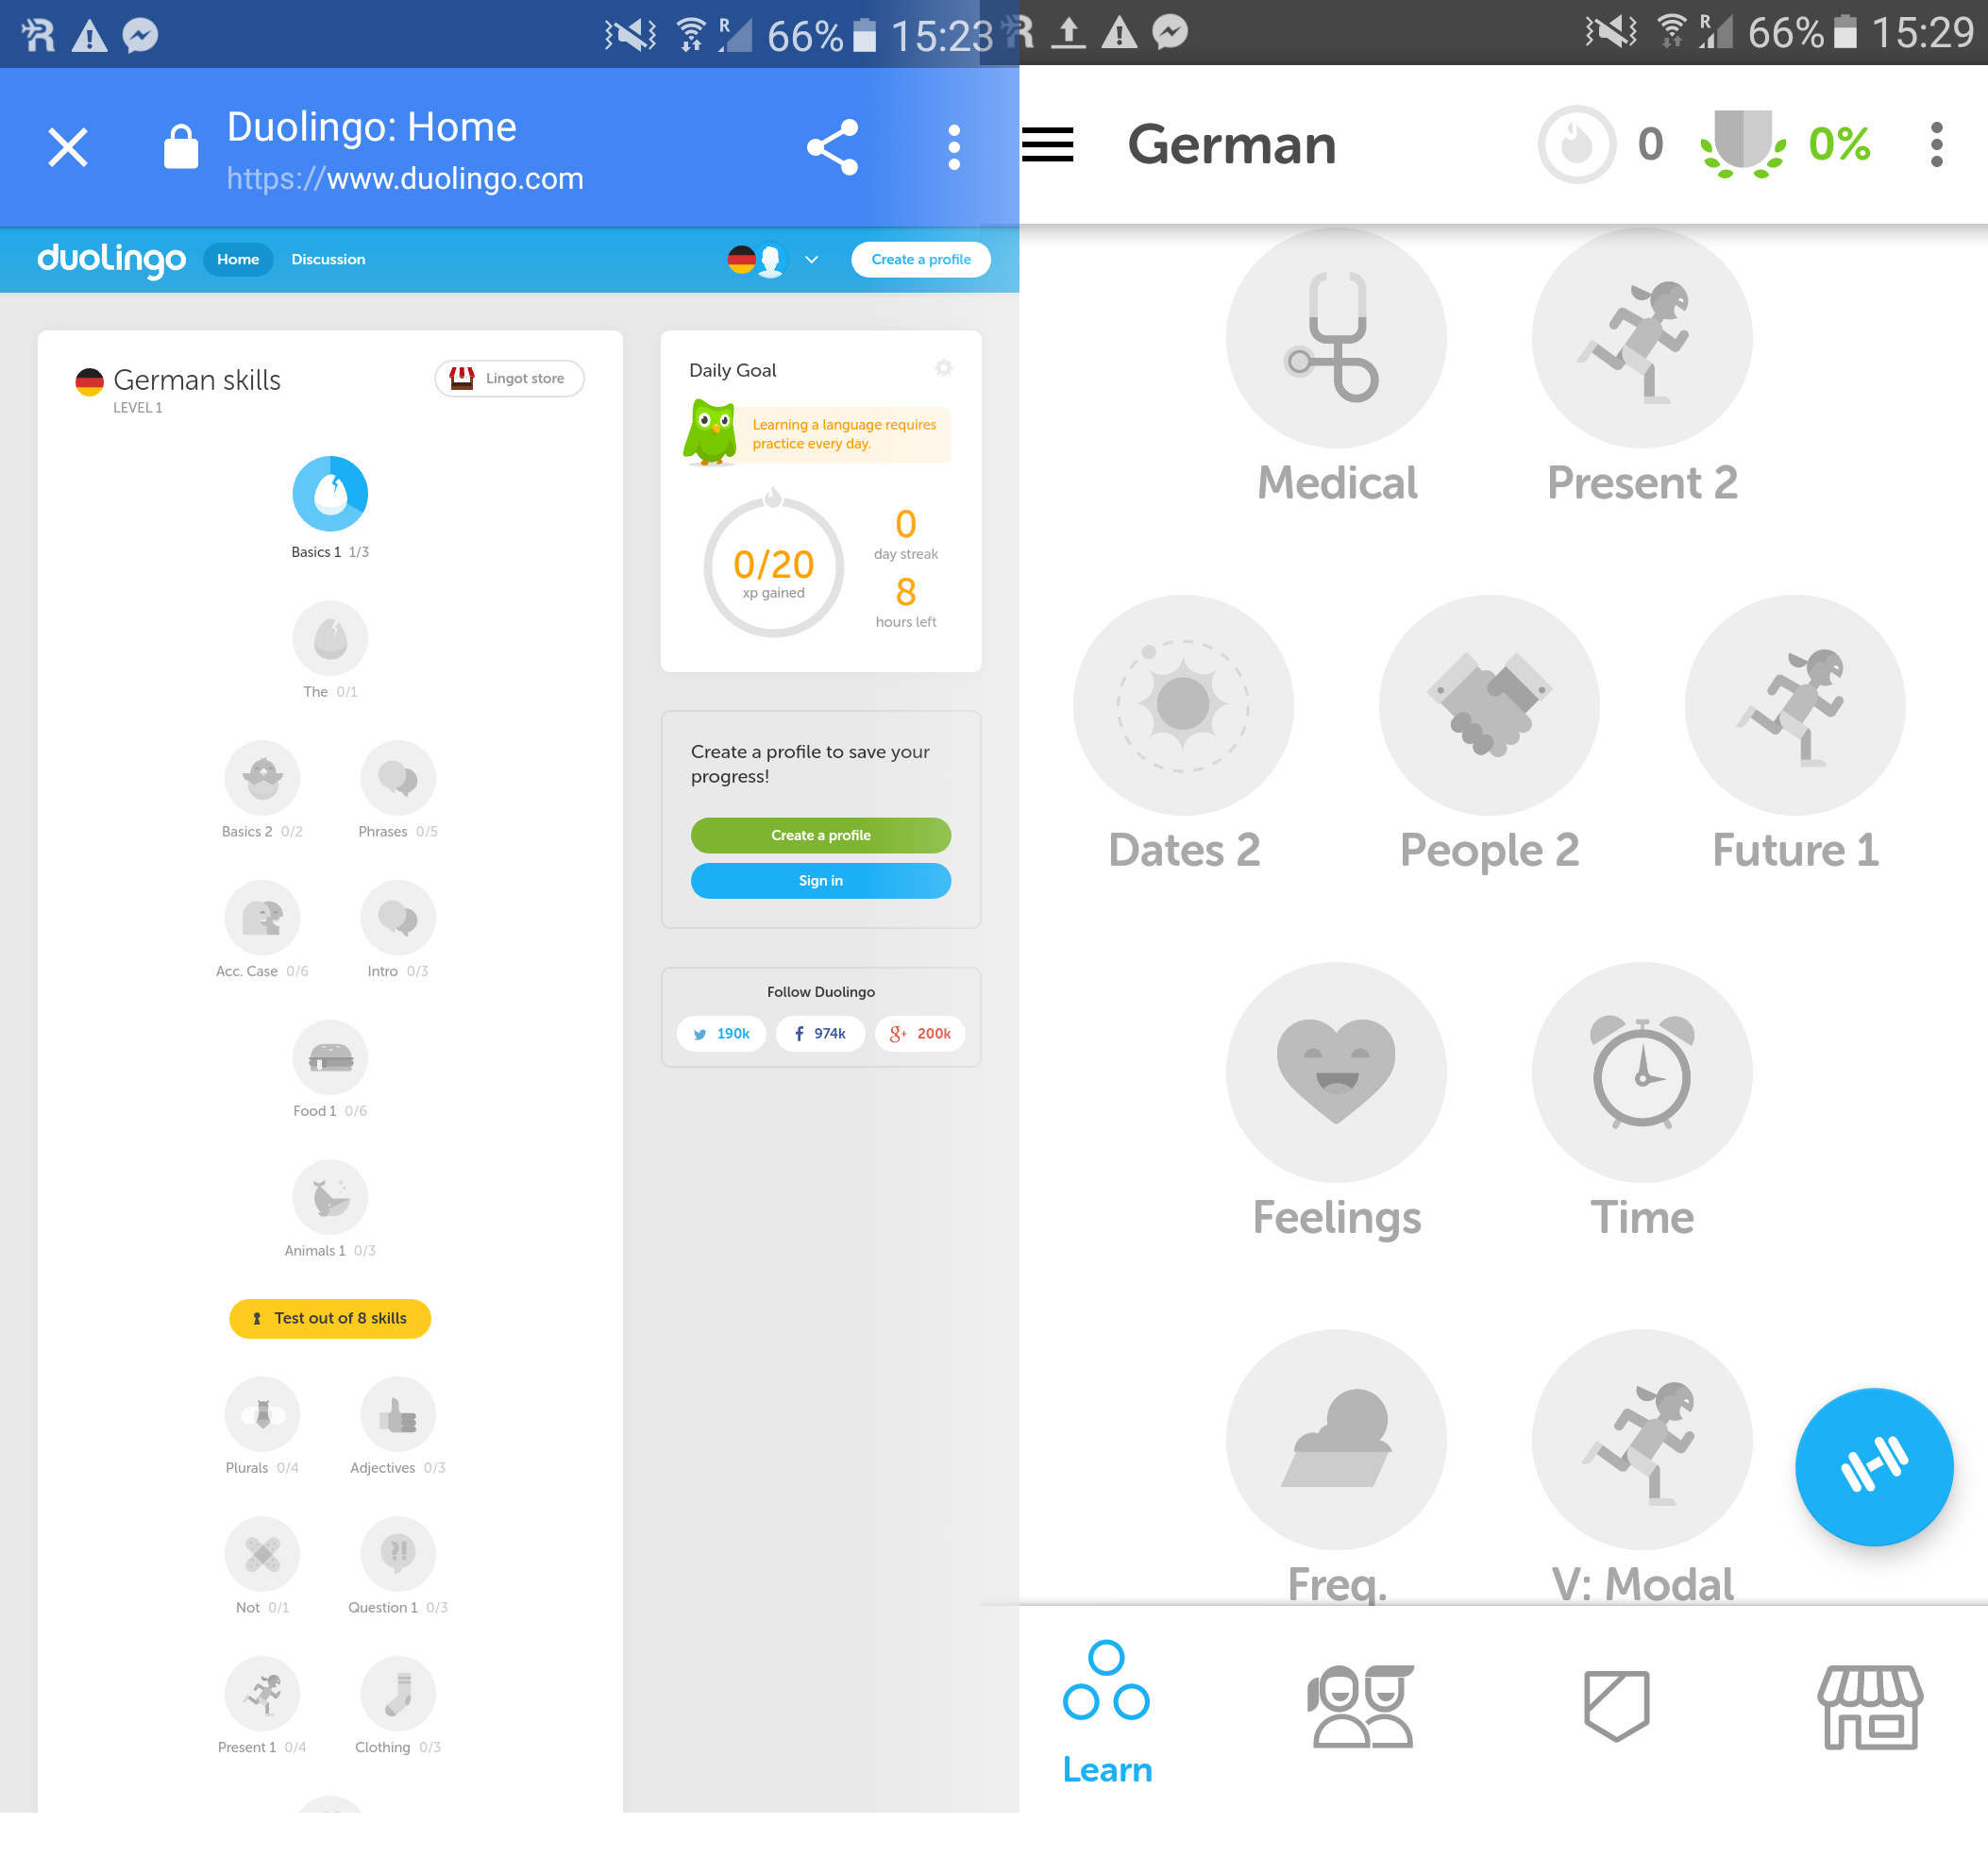 66% 15:23
Duolingo: Home
https://www.duolingo.com
duolingo Home Discussion Create a profile
German skills
LEVEL 1
Lingot store
Basics 1 1/3
The 0/1
Basics 2 0/2 Phrases 0/5
Acc. Case 0/6 Intro 0/3
Food 1 0/6
Animals 1 0/3
Test out of 8 skills
Plurals 0/4 Adjectives 0/3
Not 0/1 Question 1 0/3
Present 1 0/4 Clothing 0/3
Daily Goal
Learning a language requires
practice every day.
0/20
xp gained
0
day streak
8
hours left
Create a profile to save your
progress!
Create a profile
Sign in
Follow Duolingo
190k 974k 200k
R 66% 15:29
German 0 0%
Medical Present 2
Dates 2 People 2 Future 1
Feelings Time
Freq. V: Modal
Learn